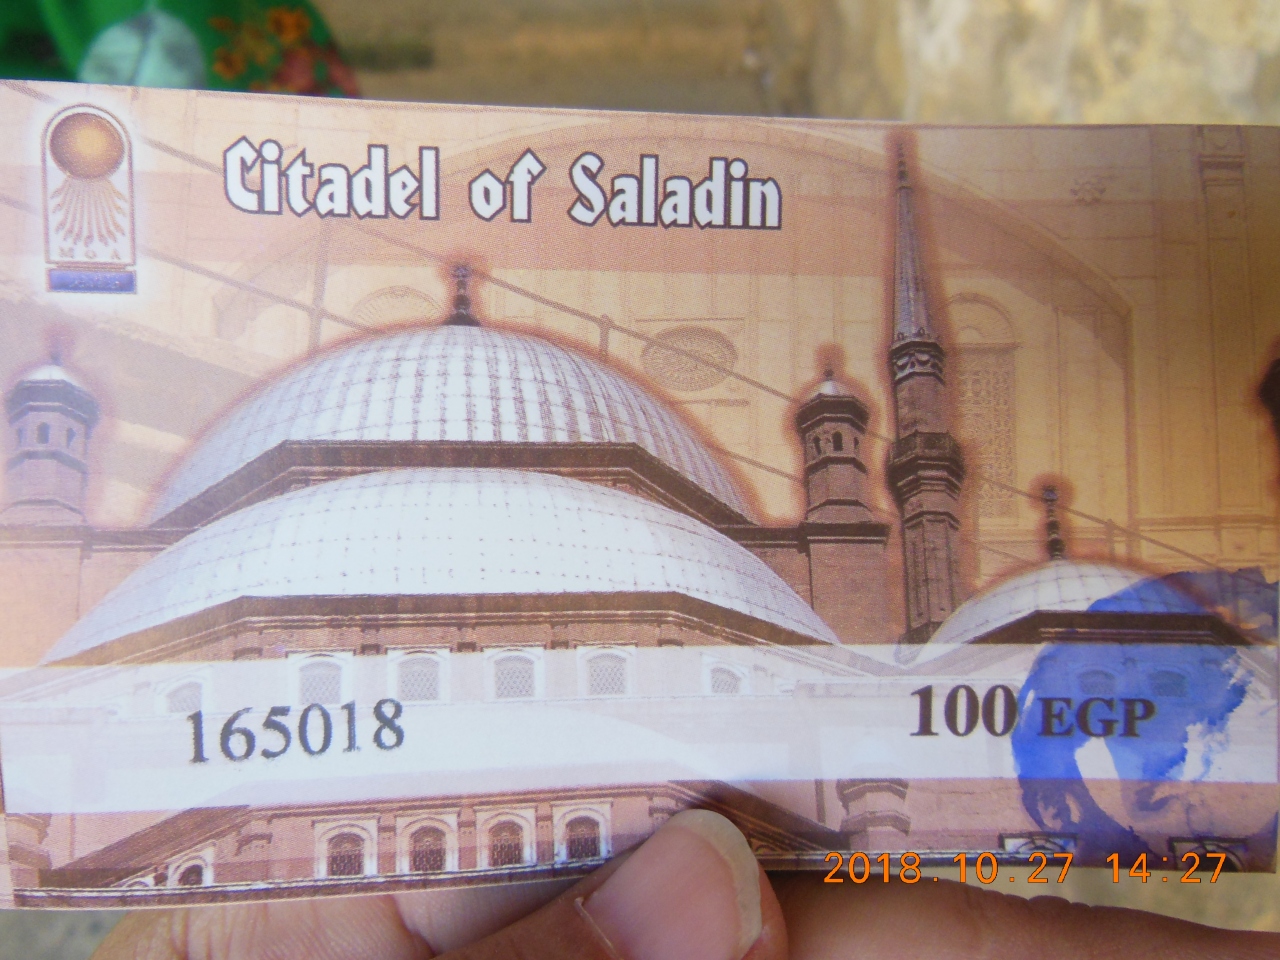 Citadel of Saladin
M O A
165018
100 EGP
2018.10.27 14:27